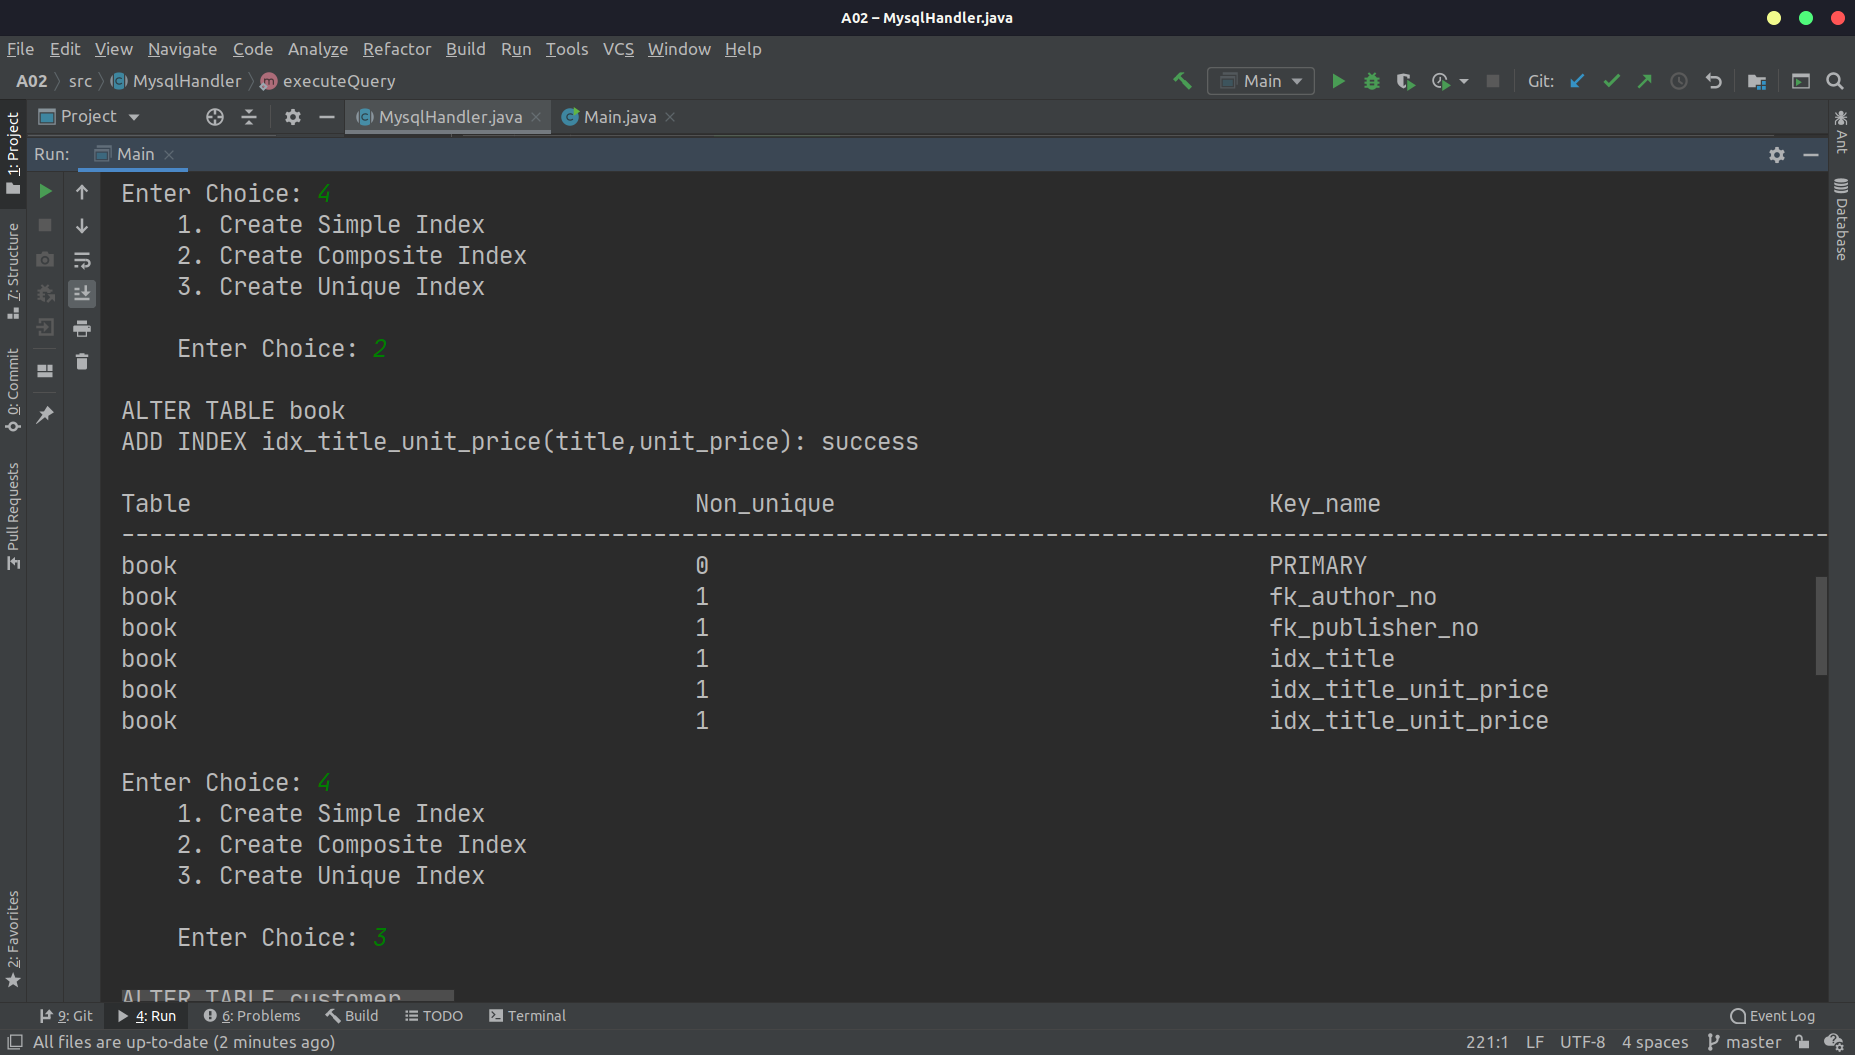 A02 – MysqlHandler.java
File Edit View Navigate Code Analyze Refactor Build Run Tools VCS Window Help
A02 src MysqlHandler executeQuery Main Git:
Project MysqlHandler.java Main.java
Run: Main
1: Project
7: Structure
0: Commit
Pull Requests
2: Favorites
Ant
Database
Enter Choice: 4
1. Create Simple Index
2. Create Composite Index
3. Create Unique Index
Enter Choice: 2
ALTER TABLE book
ADD INDEX idx_title_unit_price(title,unit_price): success
Table Non_unique Key_name
--------------------------------------------------------------------------------------------------------------------------
book 0 PRIMARY
book 1 fk_author_no
book 1 fk_publisher_no
book 1 idx_title
book 1 idx_title_unit_price
book 1 idx_title_unit_price
Enter Choice: 4
1. Create Simple Index
2. Create Composite Index
3. Create Unique Index
Enter Choice: 3
ALTER TABLE customer
9: Git 4: Run 6: Problems Build TODO Terminal Event Log
All files are up-to-date (2 minutes ago) 221:1 LF UTF-8 4 spaces master